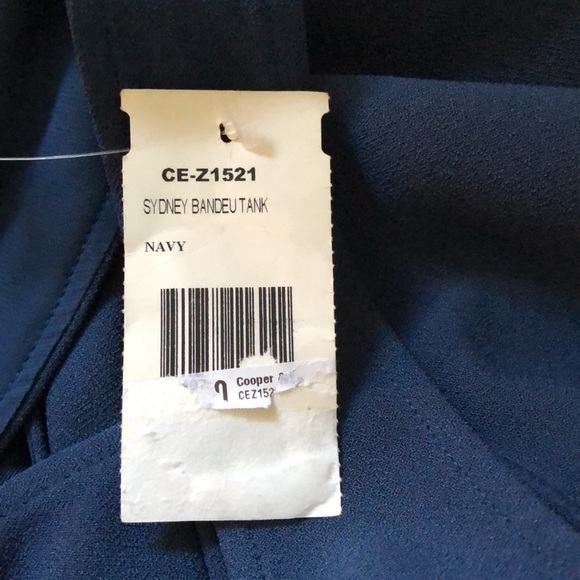 CE-Z1521
SYDNEY BANDEU TANK
NAVY
Cooper
CEZ152